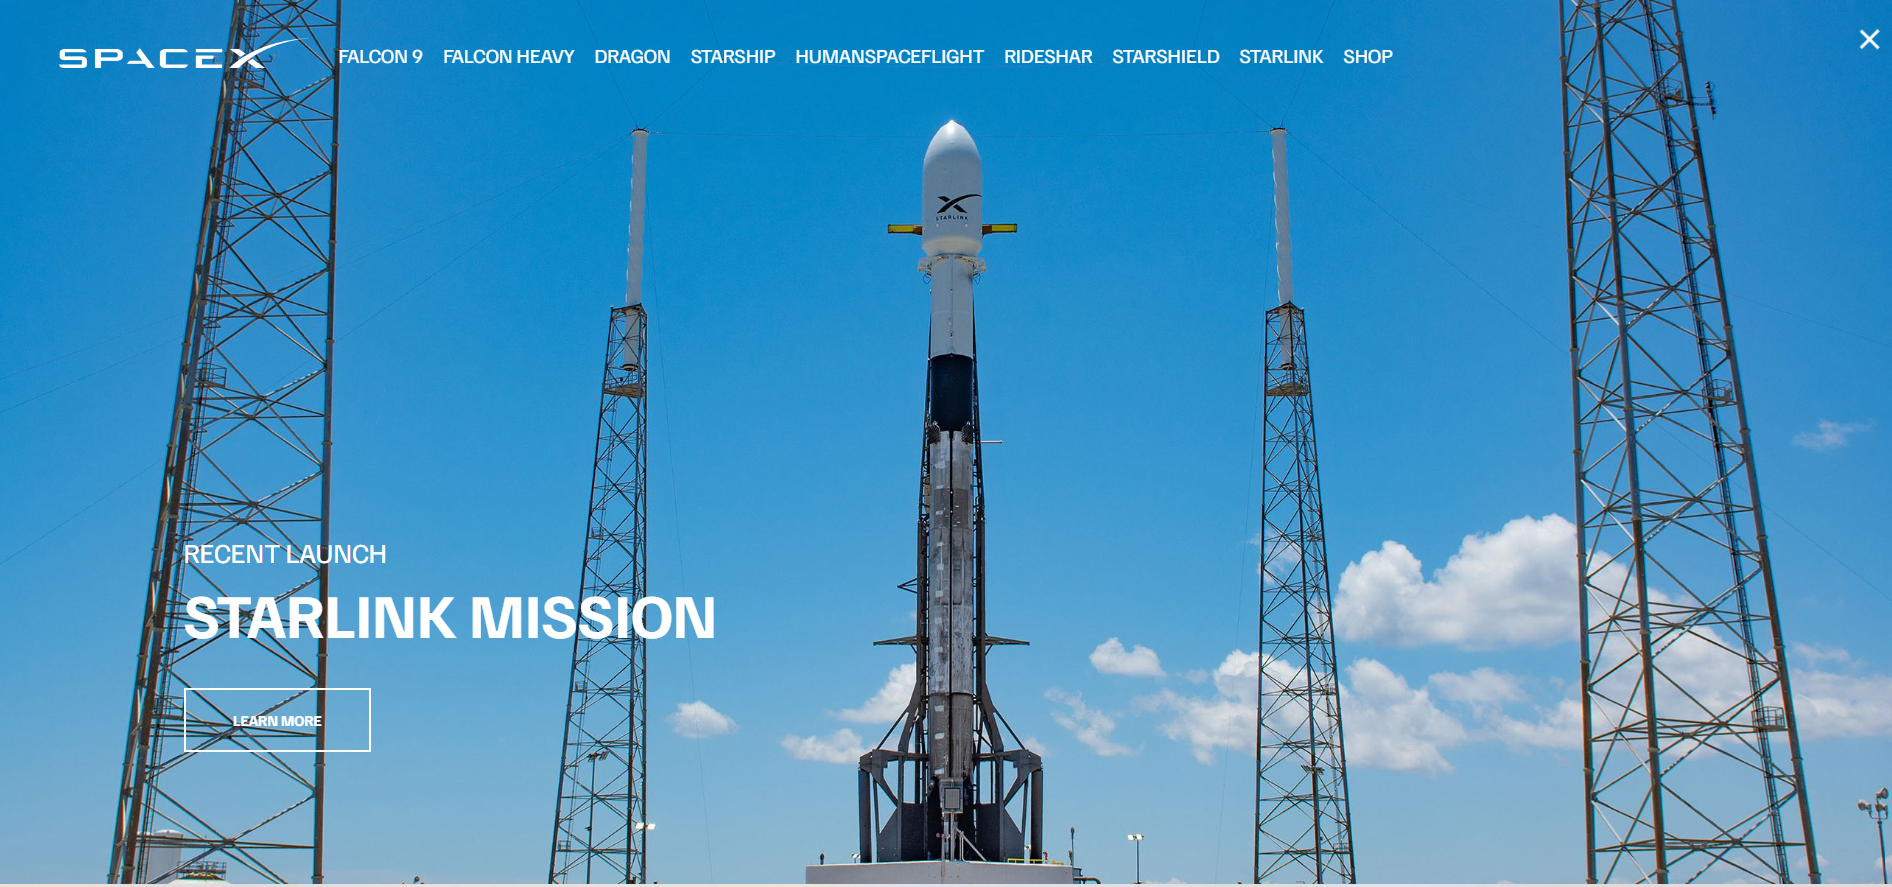 SPACEX FALCON 9 FALCON HEAVY DRAGON STARSHIP HUMANSPACEFLIGHT RIDESHAR STARSHIELD STARLINK SHOP
STARLINK
RECENT LAUNCH
STARLINK MISSION
LEARN MORE